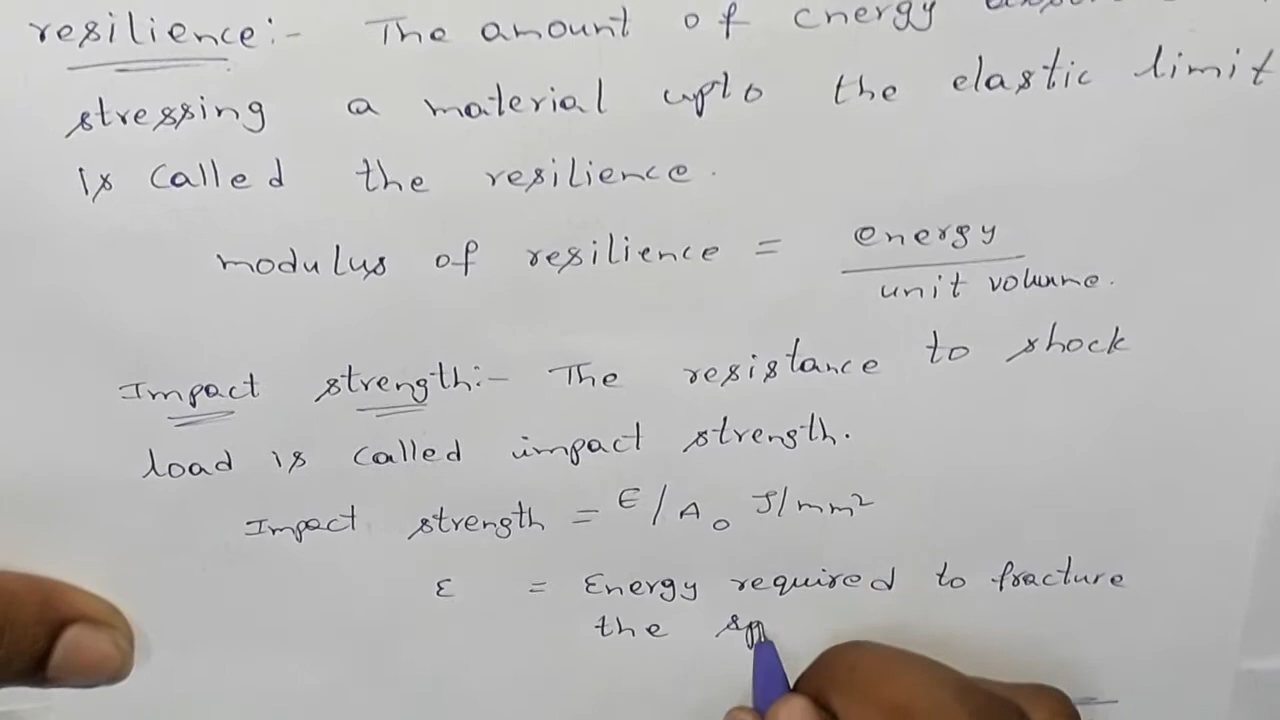 resilience:- The amount of energy
stressing a material upto the elastic limit
is called the resilience.
modulus of resilience = energy
unit volume.
Impact strength:- The resistance to shock
load is called impact strength.
Impact strength = E/A₀ J/mm²
ε = Energy required to fracture
the sp